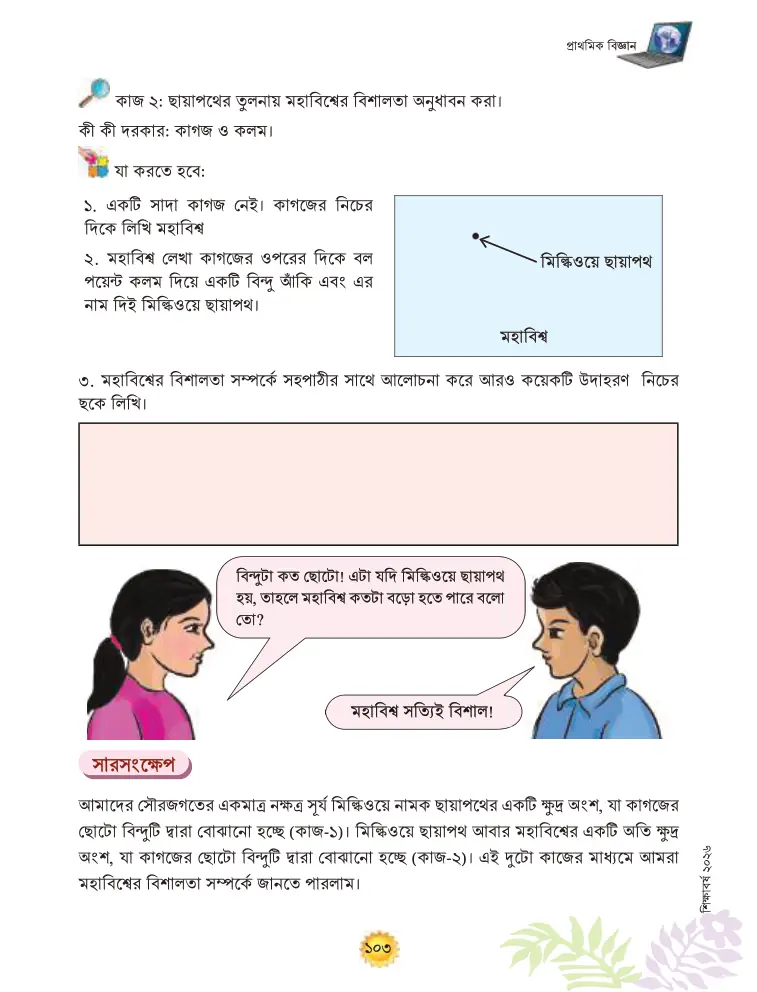 প্রাথমিক বিজ্ঞান
কাজ ২: ছায়াপথের তুলনায় মহাবিশ্বের বিশালতা অনুধাবন করা।
কী কী দরকার: কাগজ ও কলম।
যা করতে হবে:
১. একটি সাদা কাগজ নেই। কাগজের নিচের
দিকে লিখি মহাবিশ্ব
২. মহাবিশ্ব লেখা কাগজের ওপরের দিকে বল
পয়েন্ট কলম দিয়ে একটি বিন্দু আঁকি এবং এর
নাম দিই মিল্কিওয়ে ছায়াপথ।
মিল্কিওয়ে ছায়াপথ
মহাবিশ্ব
৩. মহাবিশ্বের বিশালতা সম্পর্কে সহপাঠীর সাথে আলোচনা করে আরও কয়েকটি উদাহরণ নিচের
ছকে লিখি।
বিন্দুটা কত ছোটো! এটা যদি মিল্কিওয়ে ছায়াপথ
হয়, তাহলে মহাবিশ্ব কতটা বড়ো হতে পারে বলো
তো?
মহাবিশ্ব সত্যিই বিশাল!
সারসংক্ষেপ
আমাদের সৌরজগতের একমাত্র নক্ষত্র সূর্য মিল্কিওয়ে নামক ছায়াপথের একটি ক্ষুদ্র অংশ, যা কাগজের
ছোটো বিন্দুটি দ্বারা বোঝানো হচ্ছে (কাজ-১)। মিল্কিওয়ে ছায়াপথ আবার মহাবিশ্বের একটি অতি ক্ষুদ্র
অংশ, যা কাগজের ছোটো বিন্দুটি দ্বারা বোঝানো হচ্ছে (কাজ-২)। এই দুটো কাজের মাধ্যমে আমরা
মহাবিশ্বের বিশালতা সম্পর্কে জানতে পারলাম।
শিক্ষাবর্ষ ২০২৬
১০৩